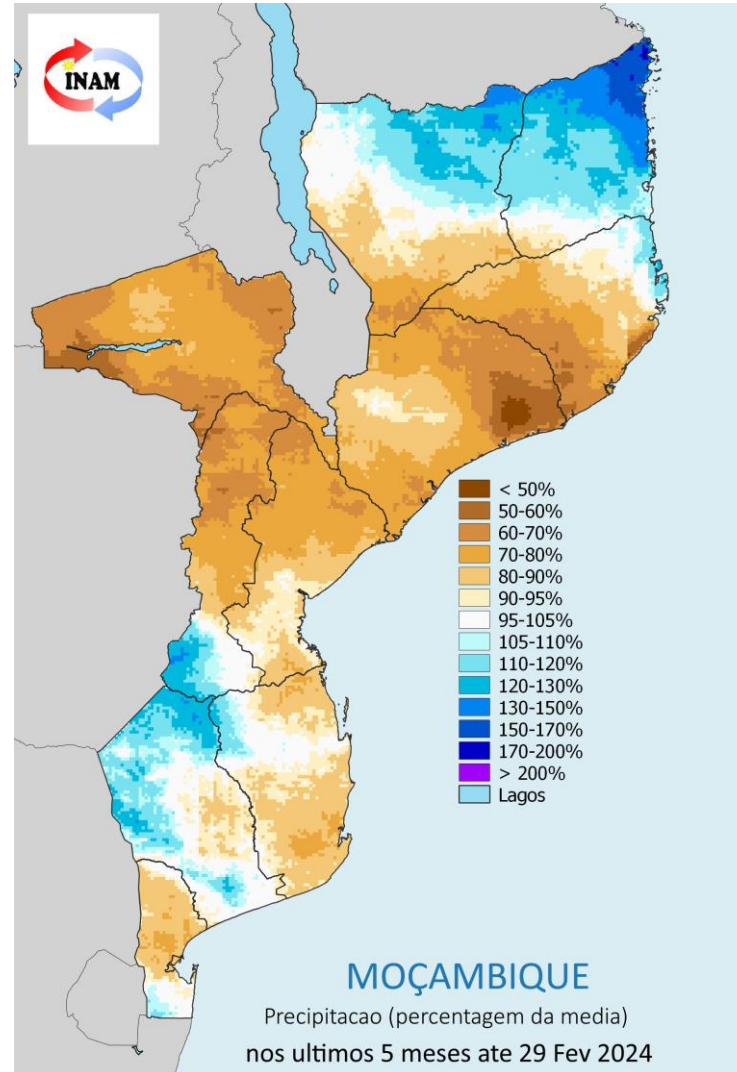 INAM
< 50%
50-60%
60-70%
70-80%
80-90%
90-95%
95-105%
105-110%
110-120%
120-130%
130-150%
150-170%
170-200%
> 200%
Lagos
MOÇAMBIQUE
Precipitacao (percentagem da media)
nos ultimos 5 meses ate 29 Fev 2024